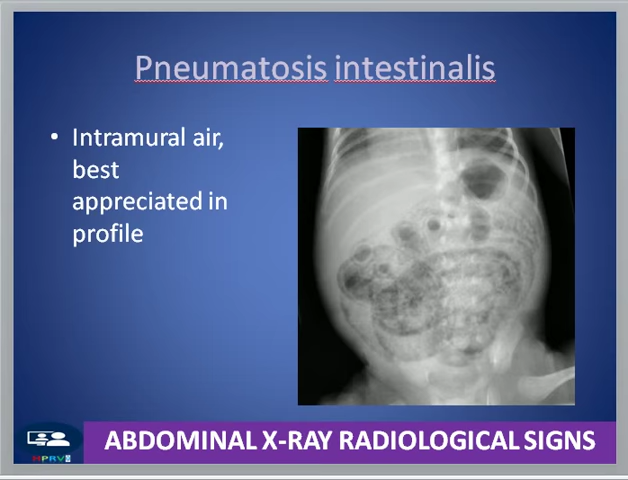 Pneumatosis intestinalis
• Intramural air,
best
appreciated in
profile
ABDOMINAL X-RAY RADIOLOGICAL SIGNS